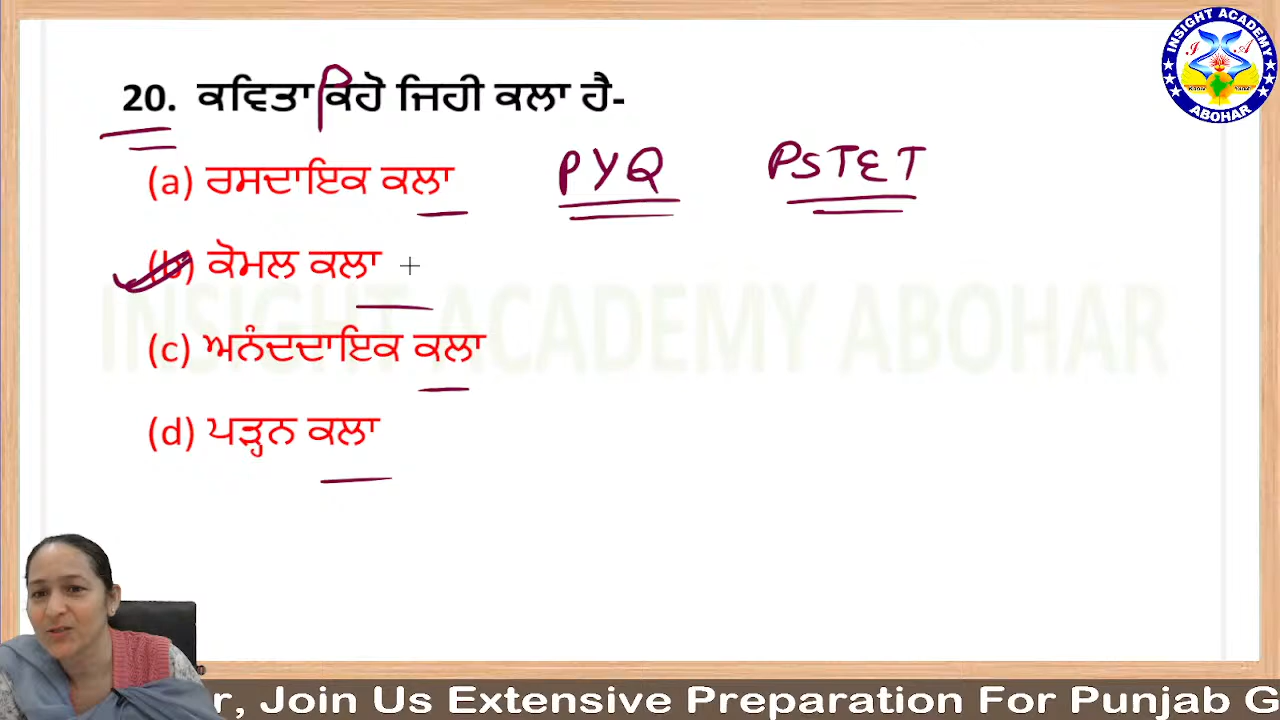 INSIGHT ACADEMY
I A
ABOHAR
20. ਕਵਿਤਾ ਕਿਹੋ ਜਿਹੀ ਕਲਾ ਹੈ-
(a) ਰਸਦਾਇਕ ਕਲਾ
PYQ PSTET
(b) ਕੋਮਲ ਕਲਾ
INSIGHT ACADEMY ABOHAR
(c) ਅਨੰਦਦਾਇਕ ਕਲਾ
(d) ਪੜ੍ਹਨ ਕਲਾ
r, Join Us Extensive Preparation For Punjab G